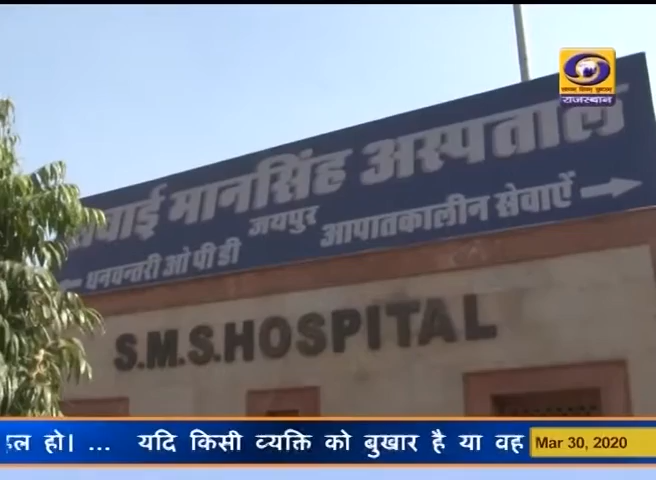 राजस्थान
सवाई मानसिंह अस्पताल
जयपुर
धनवन्तरी ओ पी डी
आपातकालीन सेवाऐं →
S.M.S.HOSPITAL
हो। ... यदि किसी व्यक्ति को बुखार है या वह
Mar 30, 2020